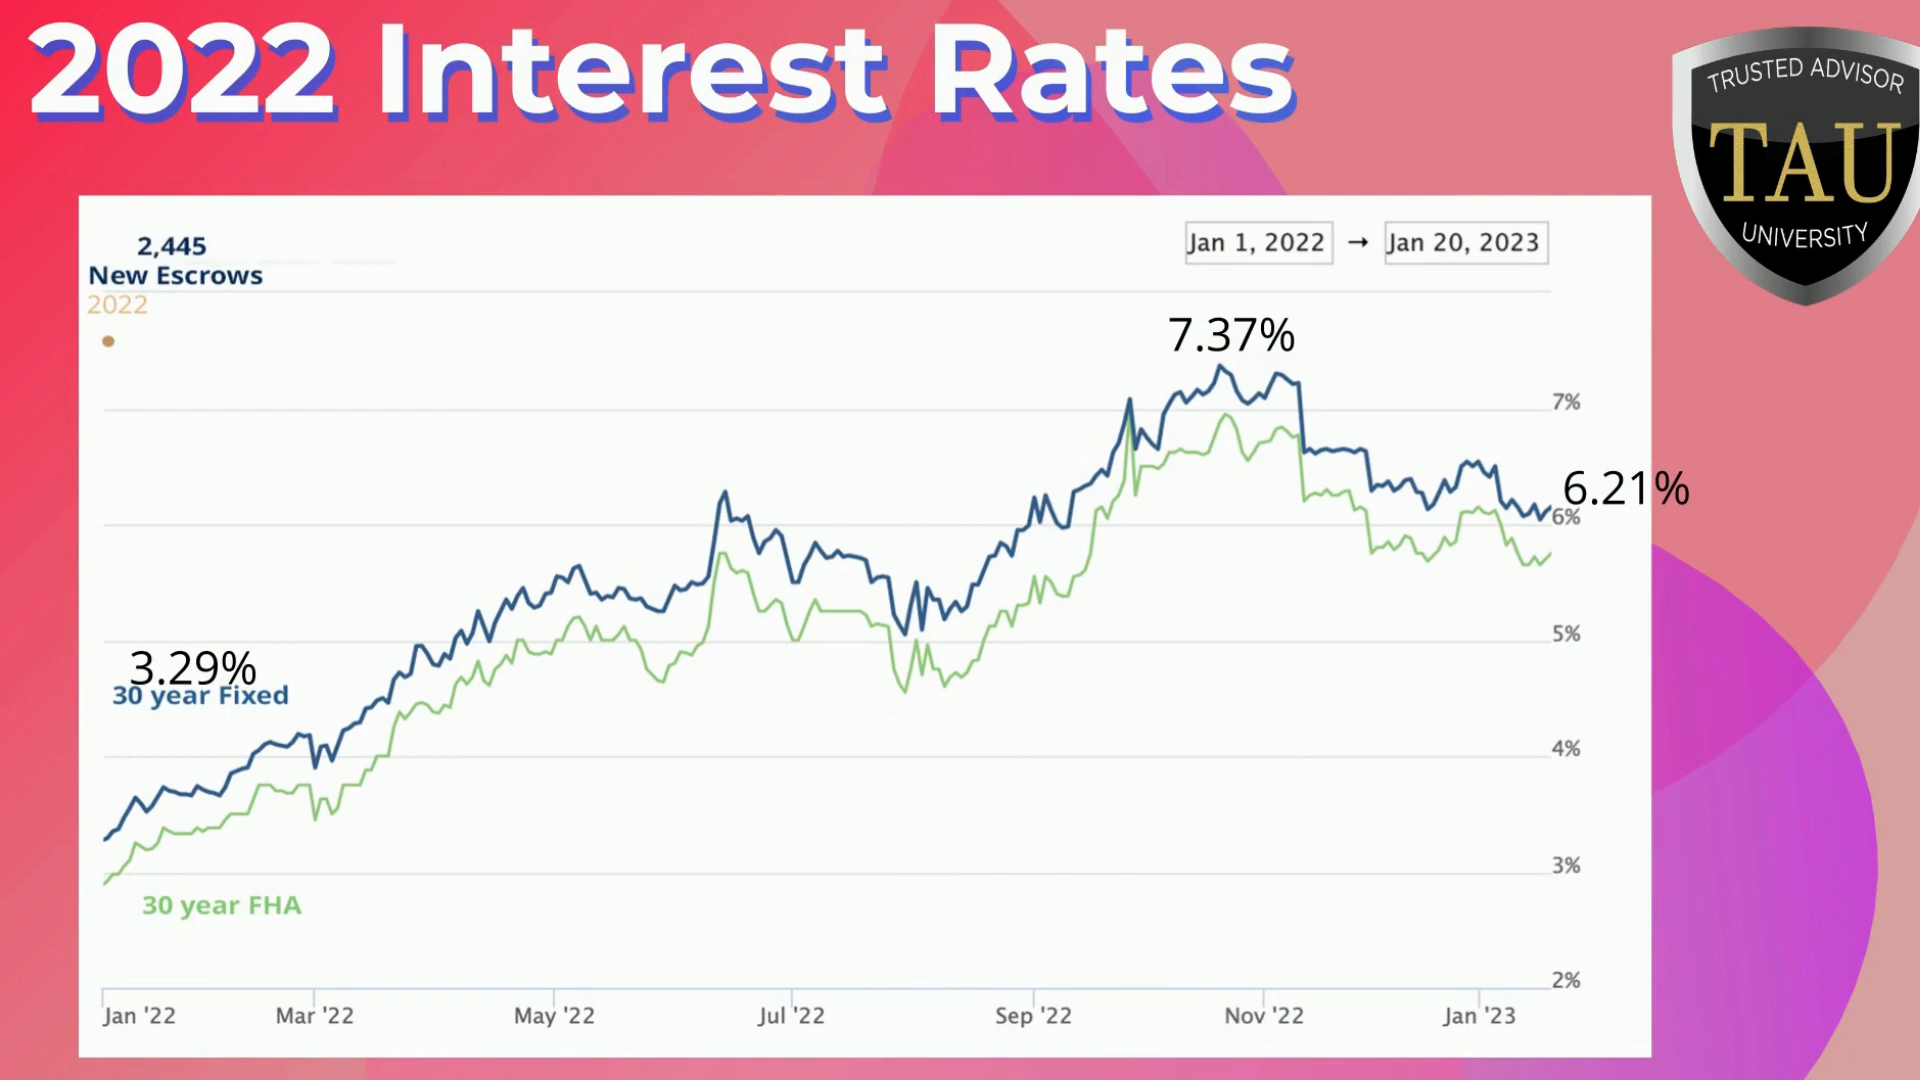 2022 Interest Rates
TRUSTED ADVISOR
TAU
UNIVERSITY
2,445
New Escrows
2022
Jan 1, 2022 → Jan 20, 2023
7.37%
7%
6.21%
6%
5%
3.29%
30 year Fixed
4%
3%
30 year FHA
2%
Jan '22 Mar '22 May '22 Jul '22 Sep '22 Nov '22 Jan '23